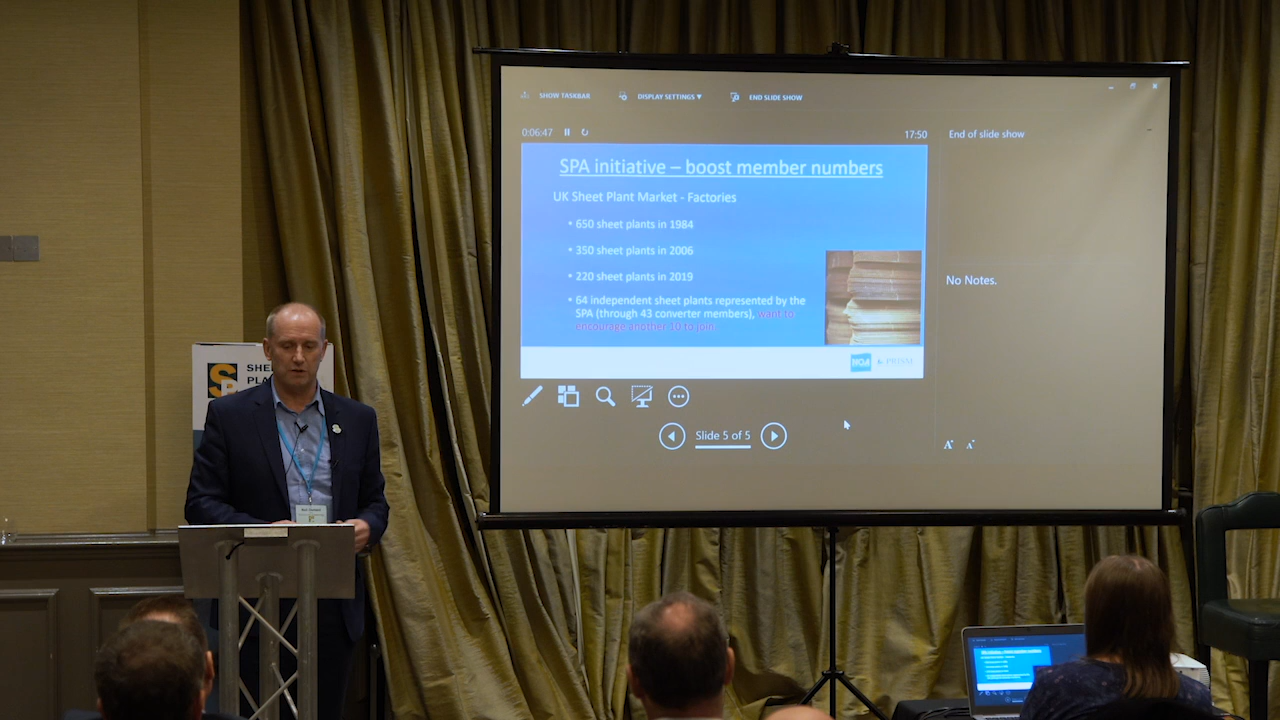 SHOW TASKBAR
DISPLAY SETTINGS ▼
END SLIDE SHOW
0:06:47
17:50
End of slide show
SPA initiative – boost member numbers
UK Sheet Plant Market - Factories
• 650 sheet plants in 1984
• 350 sheet plants in 2006
• 220 sheet plants in 2019
• 64 independent sheet plants represented by the
SPA (through 43 converter members), want to
encourage another 10 to join
No Notes.
PRISM
Slide 5 of 5
A A
S